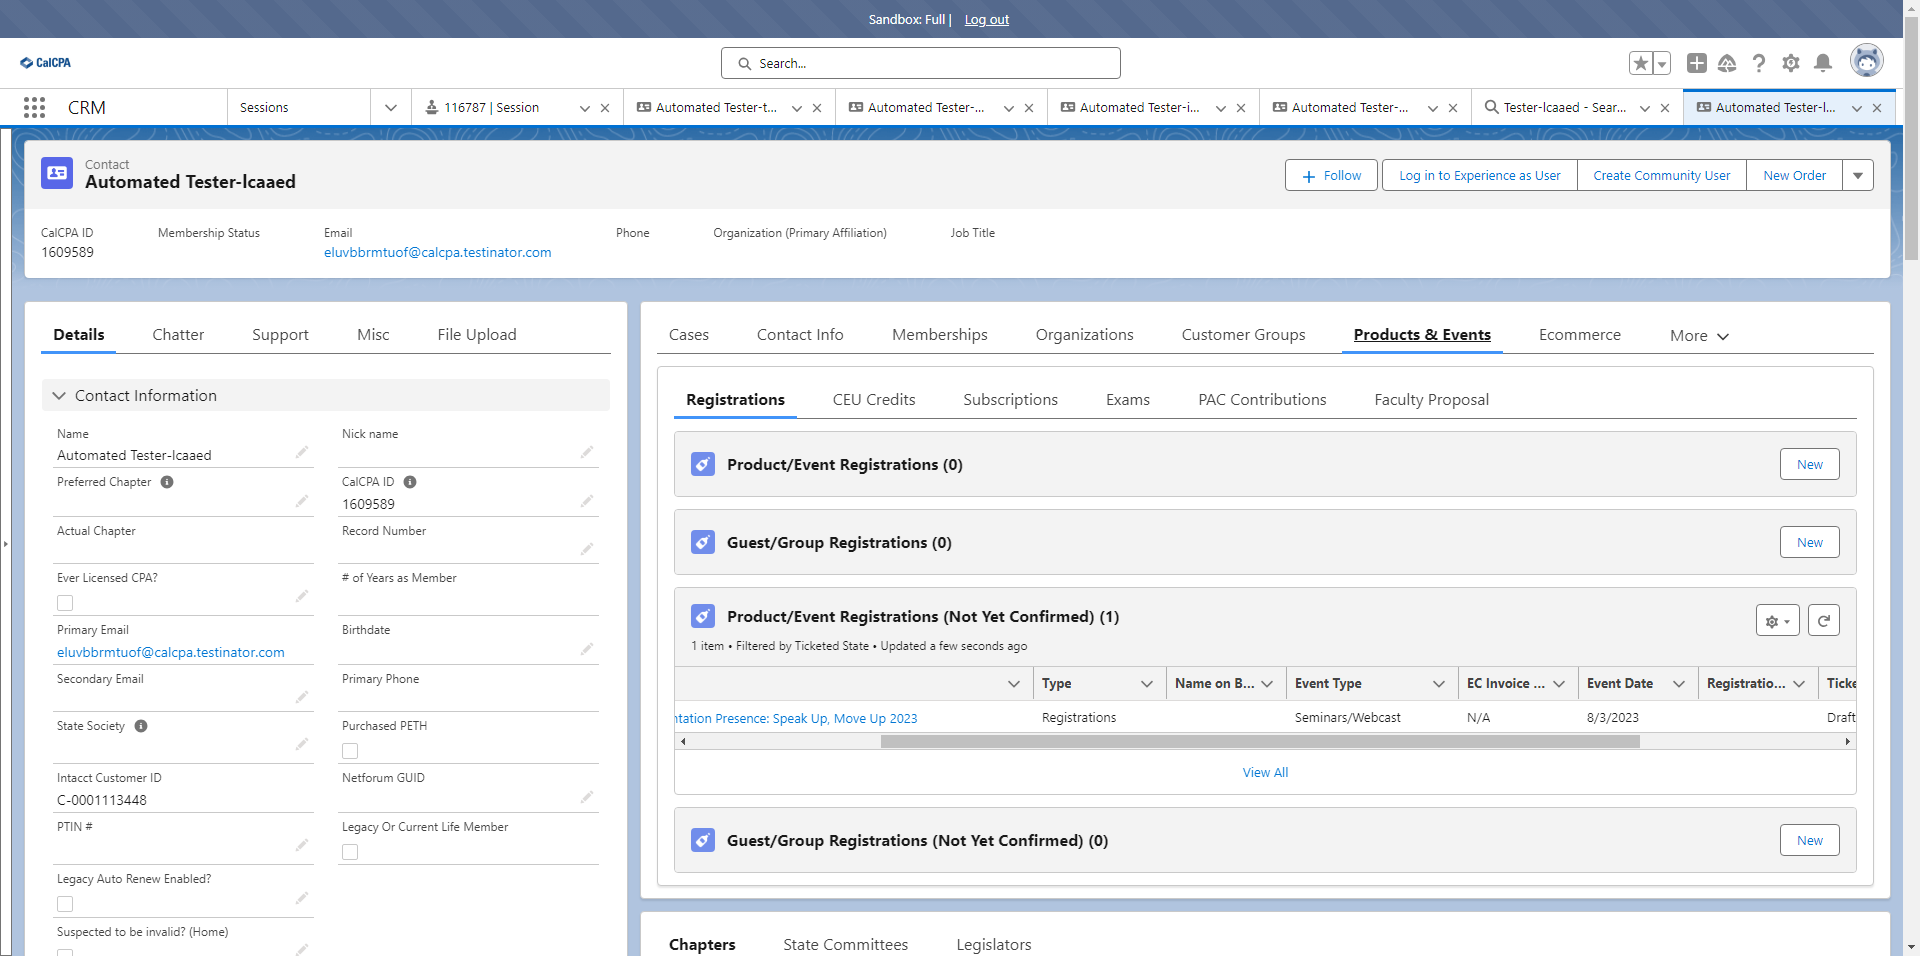 Sandbox: Full | Log out
CalCPA
Search...
CRM
Sessions
116787 | Session
Automated Tester-t...
Automated Tester-...
Automated Tester-i...
Automated Tester-...
Tester-lcaaed - Sear...
Automated Tester-l...
Contact
Automated Tester-lcaaed
Follow
Log in to Experience as User
Create Community User
New Order
CalCPA ID
Membership Status
Email
Phone
Organization (Primary Affiliation)
Job Title
1609589
eluvbbrmtuof@calcpa.testinator.com
Details
Chatter
Support
Misc
File Upload
Contact Information
Name
Nick name
Automated Tester-lcaaed
Preferred Chapter
CalCPA ID
1609589
Actual Chapter
Record Number
Ever Licensed CPA?
# of Years as Member
Primary Email
Birthdate
eluvbbrmtuof@calcpa.testinator.com
Secondary Email
Primary Phone
State Society
Purchased PETH
Intacct Customer ID
Netforum GUID
C-0001113448
PTIN #
Legacy Or Current Life Member
Legacy Auto Renew Enabled?
Suspected to be invalid? (Home)
Cases
Contact Info
Memberships
Organizations
Customer Groups
Products & Events
Ecommerce
More
Registrations
CEU Credits
Subscriptions
Exams
PAC Contributions
Faculty Proposal
Product/Event Registrations (0)
New
Guest/Group Registrations (0)
New
Product/Event Registrations (Not Yet Confirmed) (1)
1 item • Filtered by Ticketed State • Updated a few seconds ago
Type
Name on B...
Event Type
EC Invoice ...
Event Date
Registratio...
Ticke
ntation Presence: Speak Up, Move Up 2023
Registrations
Seminars/Webcast
N/A
8/3/2023
Draft
View All
Guest/Group Registrations (Not Yet Confirmed) (0)
New
Chapters
State Committees
Legislators